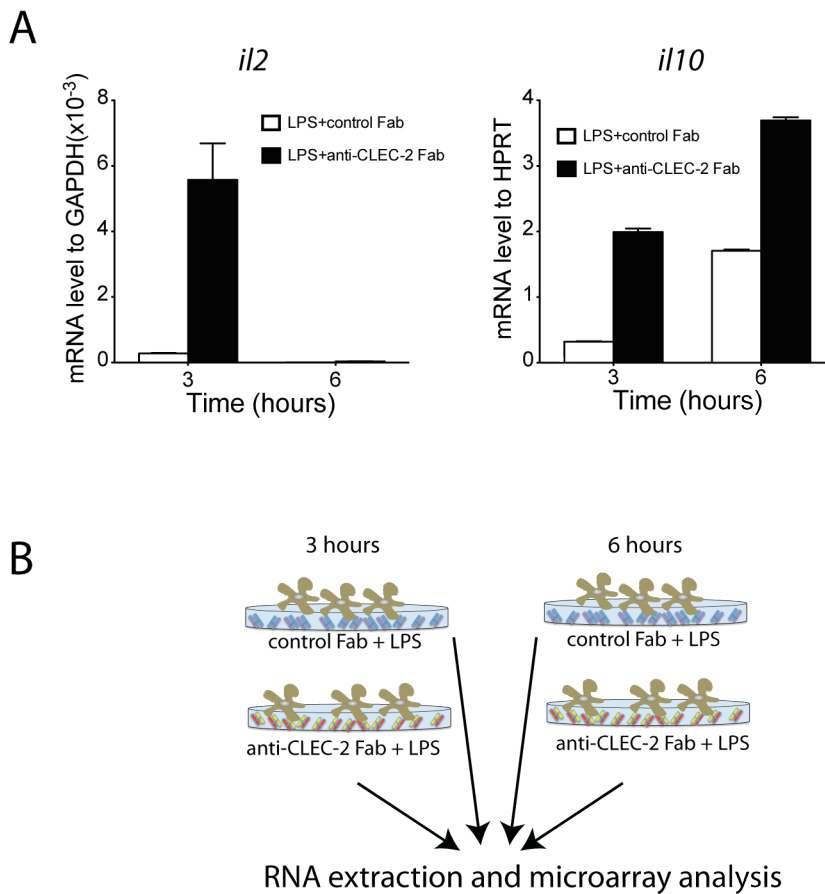 A
il2
mRNA level to GAPDH(x10-3)
8
6
4
2
0
LPS+control Fab
LPS+anti-CLEC-2 Fab
3
6
Time (hours)
il10
mRNA level to HPRT
4
3
2
1
0
LPS+control Fab
LPS+anti-CLEC-2 Fab
3
6
Time (hours)
B
3 hours
6 hours
control Fab + LPS
control Fab + LPS
anti-CLEC-2 Fab + LPS
anti-CLEC-2 Fab + LPS
RNA extraction and microarray analysis